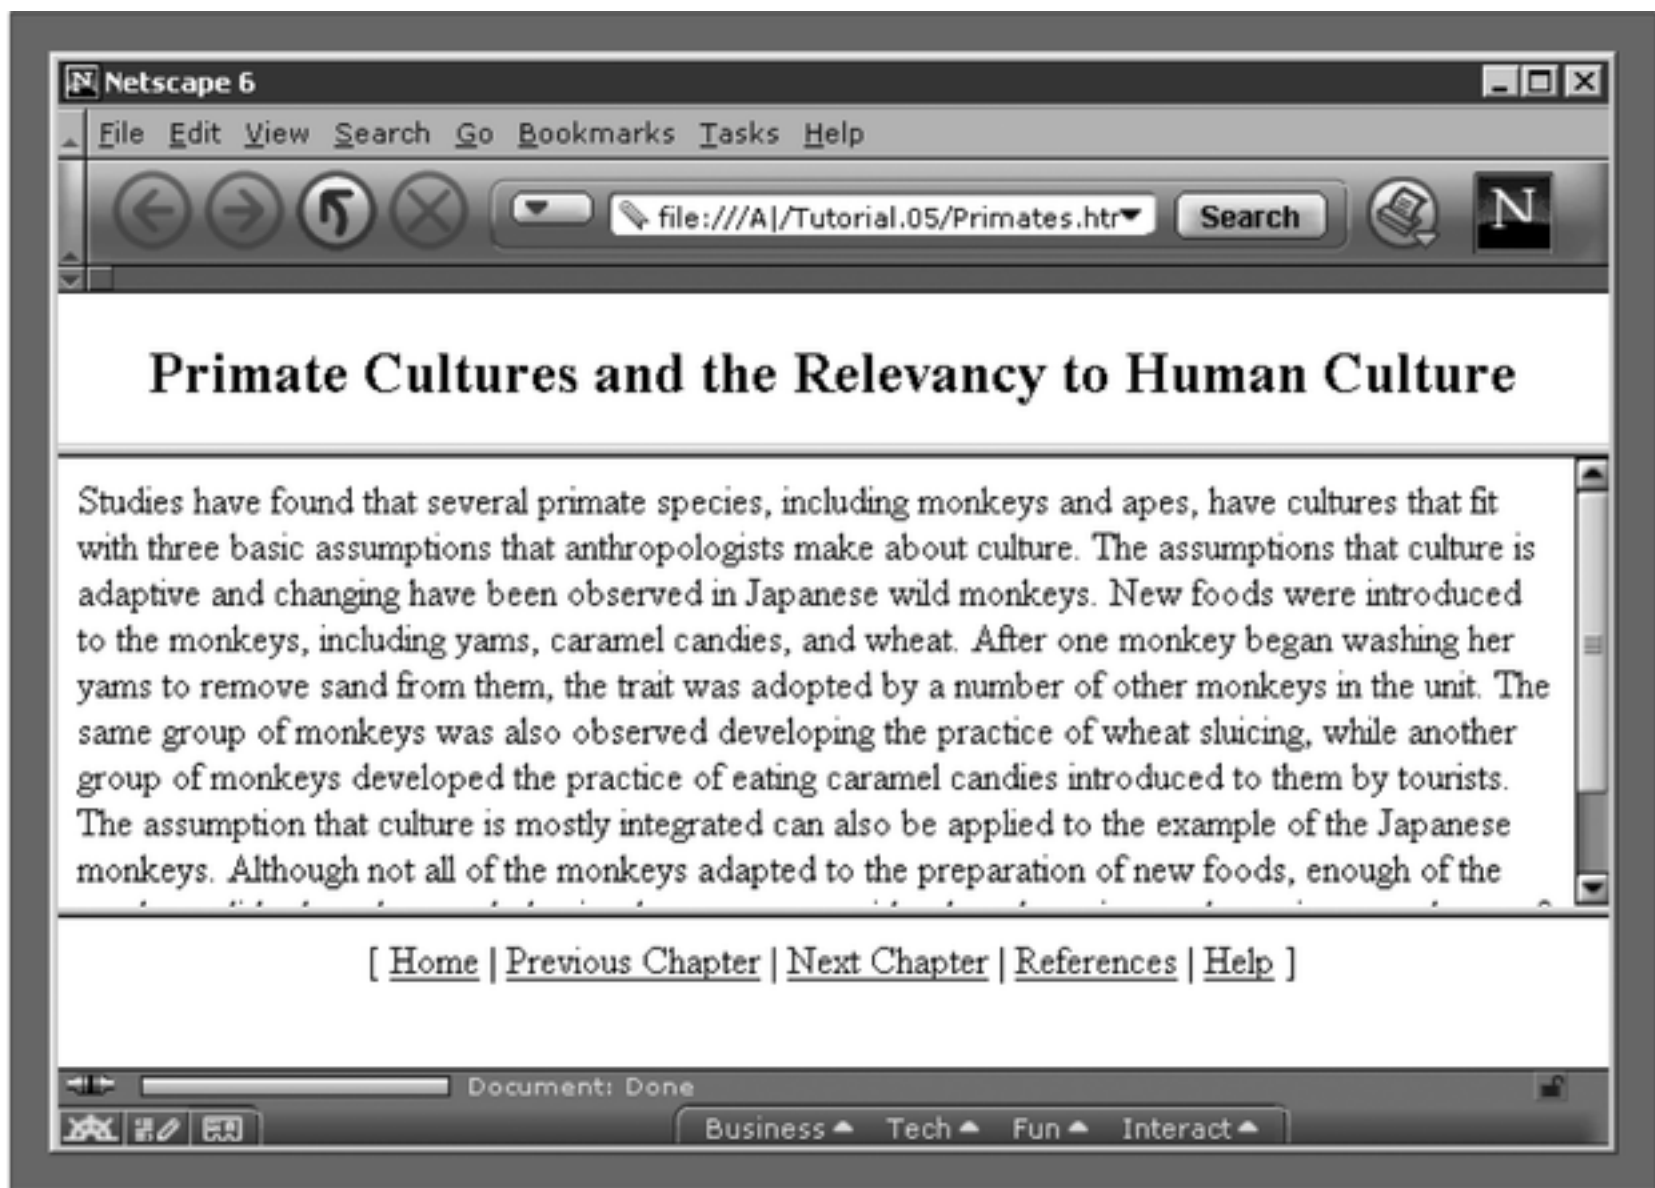 N Netscape 6
File Edit View Search Go Bookmarks Tasks Help
file:///A|/Tutorial.05/Primates.htr Search N
Primate Cultures and the Relevancy to Human Culture
Studies have found that several primate species, including monkeys and apes, have cultures that fit
with three basic assumptions that anthropologists make about culture. The assumptions that culture is
adaptive and changing have been observed in Japanese wild monkeys. New foods were introduced
to the monkeys, including yams, caramel candies, and wheat. After one monkey began washing her
yams to remove sand from them, the trait was adopted by a number of other monkeys in the unit. The
same group of monkeys was also observed developing the practice of wheat sluicing, while another
group of monkeys developed the practice of eating caramel candies introduced to them by tourists.
The assumption that culture is mostly integrated can also be applied to the example of the Japanese
monkeys. Although not all of the monkeys adapted to the preparation of new foods, enough of the
[ Home | Previous Chapter | Next Chapter | References | Help ]
Document: Done
Business Tech Fun Interact